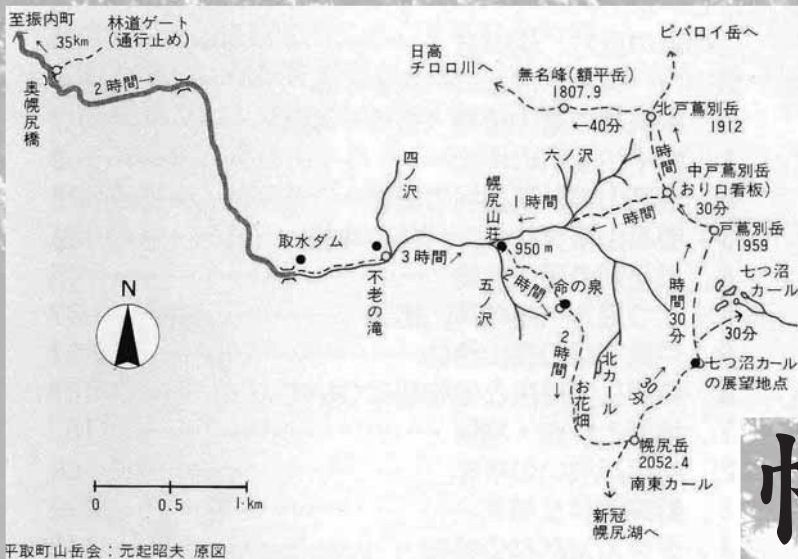 至振内町
35km
林道ゲート
(通行止め)
2時間→
奥幌尻橋
日高
チロロ川へ
ピパロイ岳へ
無名峰(額平岳)
1807.9
←40分
北戸蔦別岳
1912
一時間
中戸蔦別岳
(おりロ看板)
30分
戸蔦別岳
1959
六ノ沢
四ノ沢
幌尻山荘
1時間
一時間
取水ダム
3時間
950m
不老の滝
五ノ沢
2時間
命の泉
一時間30分
七つ沼
カール
30分
N
2時間
お花畑
北カール
30分
七つ沼カール
の展望地点
幌尻岳
2052.4
南東カール
新冠
幌尻湖へ
0 0.5 1・km
平取町山岳会:元起昭夫 原図